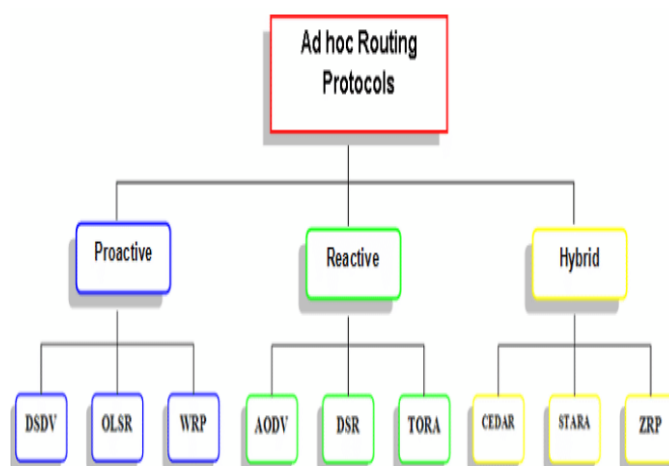 Ad hoc Routing
Protocols
Proactive
Reactive
Hybrid
DSDV
OLSR
WRP
AODV
DSR
TORA
CEDAR
STARA
ZRP